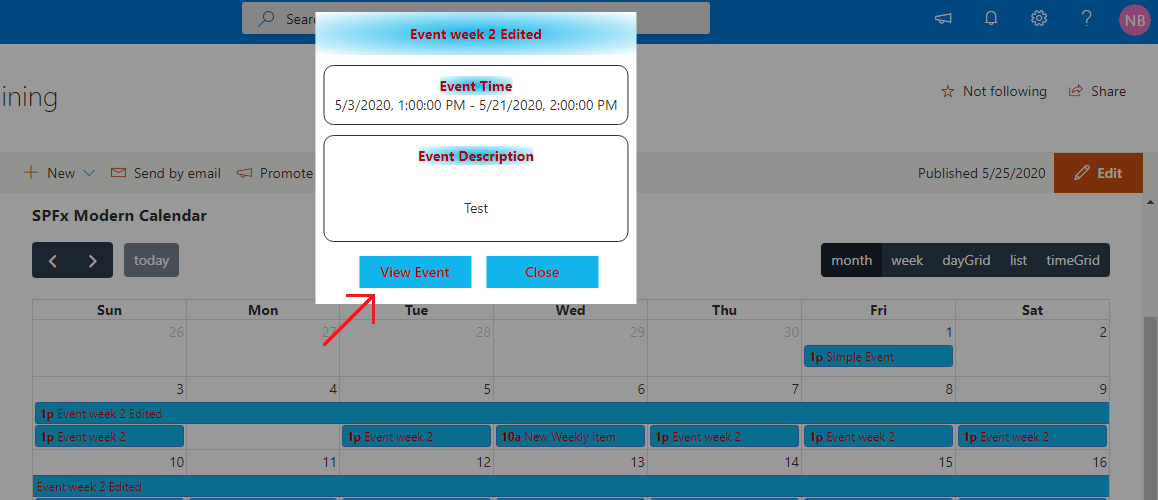 Sear
NB
Event week 2 Edited
Event Time
5/3/2020, 1:00:00 PM - 5/21/2020, 2:00:00 PM
Event Description
Test
View Event Close
ining
Not following Share
New Send by email Promote Published 5/25/2020 Edit
SPFx Modern Calendar
today month week dayGrid list timeGrid
Sun Mon Tue Wed Thu Fri Sat
26 27 28 29 30 1 2
1p Simple Event
3 4 5 6 7 8 9
1p Event week 2 Edited
1p Event week 2 1p Event week 2 10a New Weekly Item 1p Event week 2 1p Event week 2 1p Event week 2
10 11 12 13 14 15 16
Event week 2 Edited